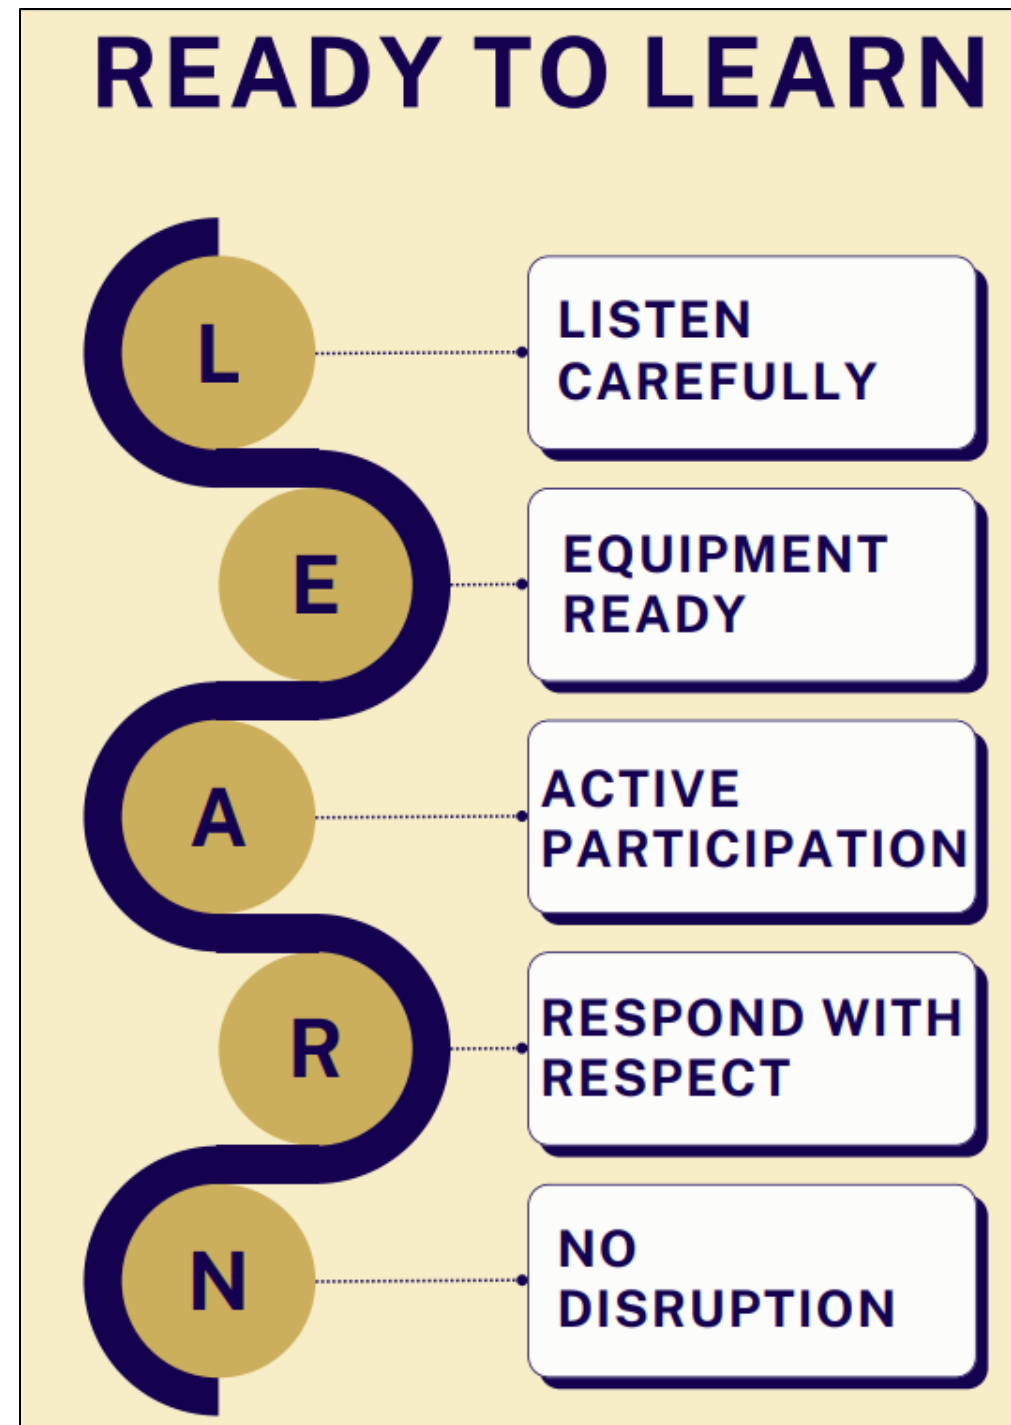 READY TO LEARN
L
LISTEN
CAREFULLY
E
EQUIPMENT
READY
A
ACTIVE
PARTICIPATION
R
RESPOND WITH
RESPECT
N
NO
DISRUPTION